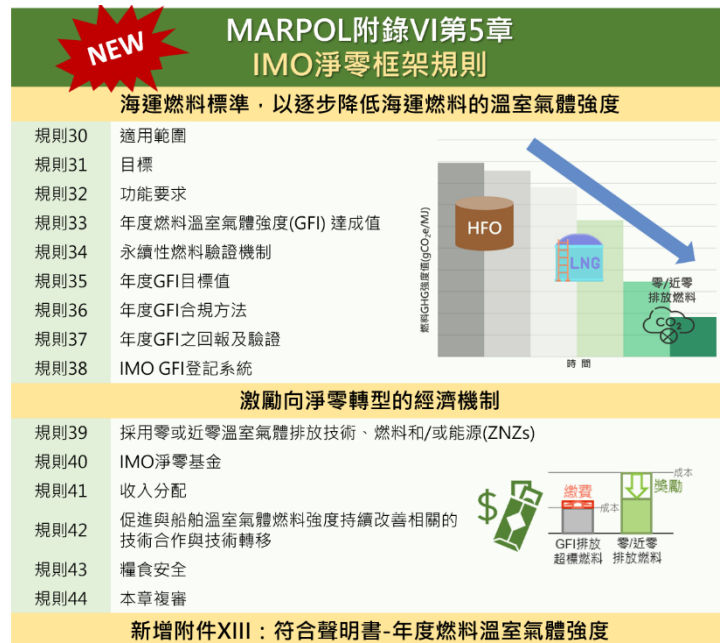 NEW
MARPOL附錄VI第5章
IMO淨零框架規則
海運燃料標準，以逐步降低海運燃料的溫室氣體強度
規則30 適用範圍
規則31 目標
規則32 功能要求
規則33 年度燃料溫室氣體強度(GFI) 達成值
規則34 永續性燃料驗證機制
規則35 年度GFI目標值
規則36 年度GFI合規方法
規則37 年度GFI之回報及驗證
規則38 IMO GFI登記系統
燃料GHG強度值(gCO₂e/MJ)
HFO
LNG
零/近零
排放燃料
CO₂
時 間
激勵向淨零轉型的經濟機制
規則39 採用零或近零溫室氣體排放技術、燃料和/或能源(ZNZs)
規則40 IMO淨零基金
規則41 收入分配
規則42 促進與船舶溫室氣體燃料強度持續改善相關的
技術合作與技術轉移
規則43 糧食安全
規則44 本章複審
$
繳費
成本
成本
獎勵
GFI排放
超標燃料
零/近零
排放燃料
新增附件XIII：符合聲明書-年度燃料溫室氣體強度